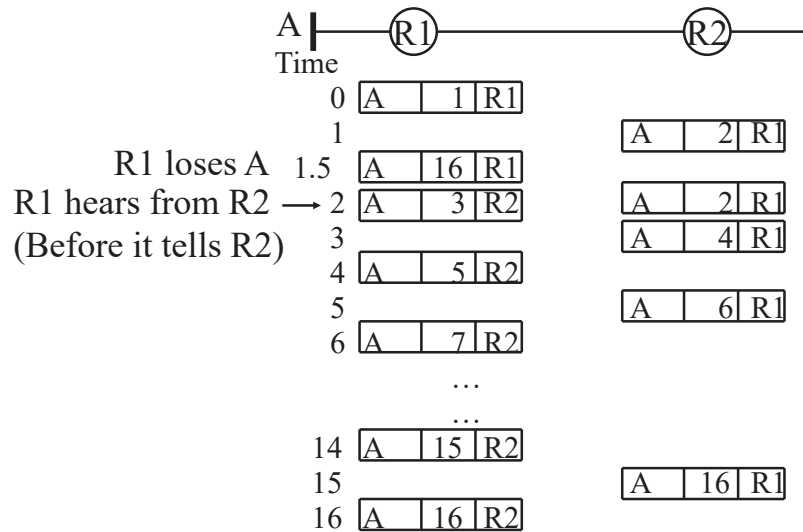 A R1 R2
Time
0 A 1 R1
1 A 2 R1
R1 loses A 1.5 A 16 R1
R1 hears from R2 2 A 3 R2 A 2 R1
(Before it tells R2) 3 A 4 R1
4 A 5 R2
5 A 6 R1
6 A 7 R2
...
...
14 A 15 R2
15 A 16 R1
16 A 16 R2